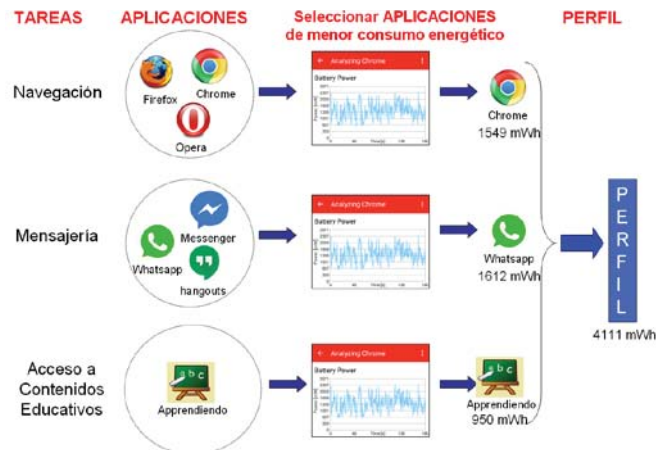 TAREAS
APLICACIONES
Seleccionar APLICACIONES
de menor consumo energético
PERFIL
Navegación
Firefox
Chrome
Opera
Analyzing Chrome
Battery Power
Chrome
1549 mWh
Mensajería
Messenger
Whatsapp
hangouts
Analyzing Chrome
Battery Power
Whatsapp
1612 mWh
PERFIL
4111 mWh
Acceso a
Contenidos
Educativos
a b c
Apprendiendo
Analyzing Chrome
Battery Power
a b c
Apprendiendo
950 mWh